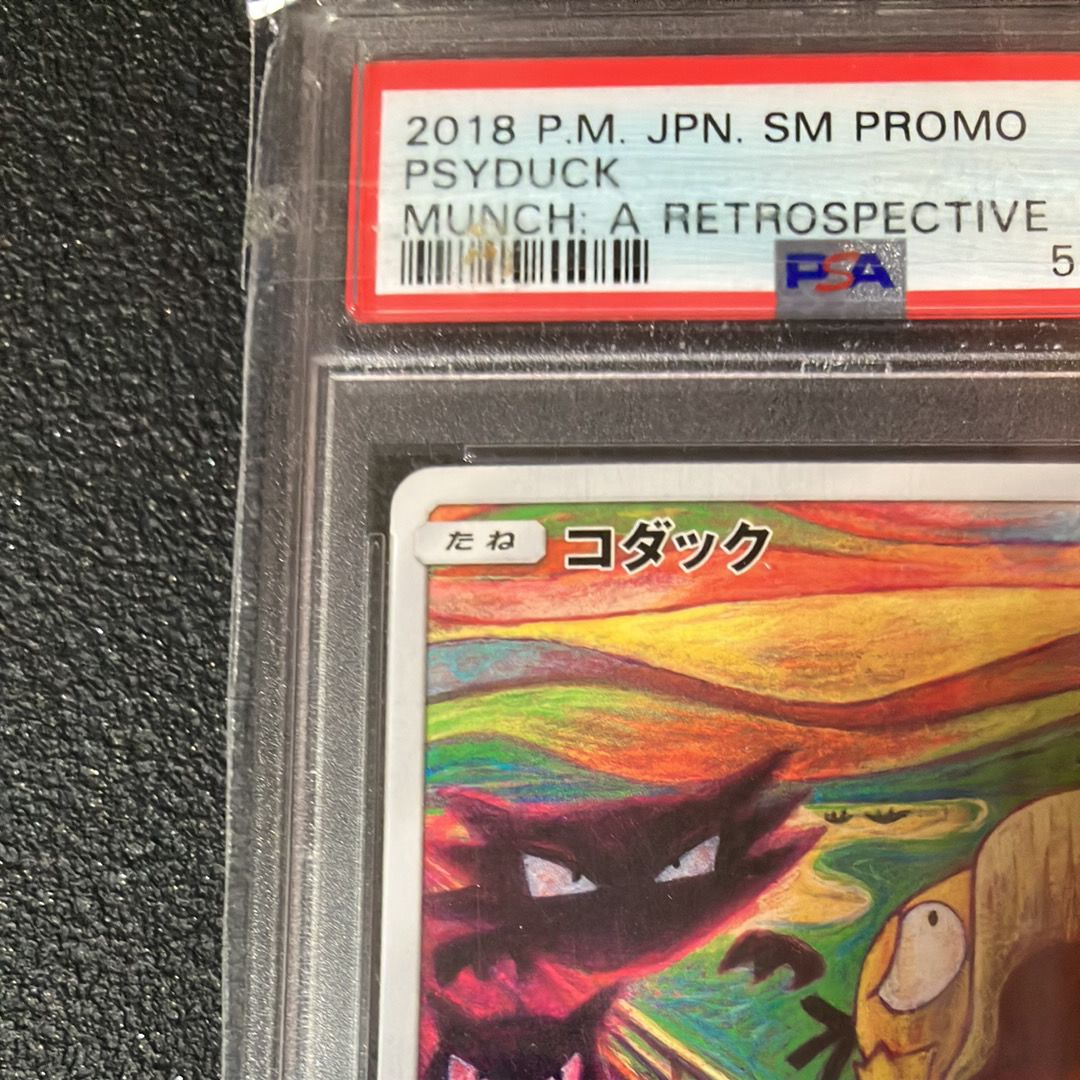 2018 P.M. JPN. SM PROMO
PSYDUCK
MUNCH: A RETROSPECTIVE
PSA
5
たね
コダック